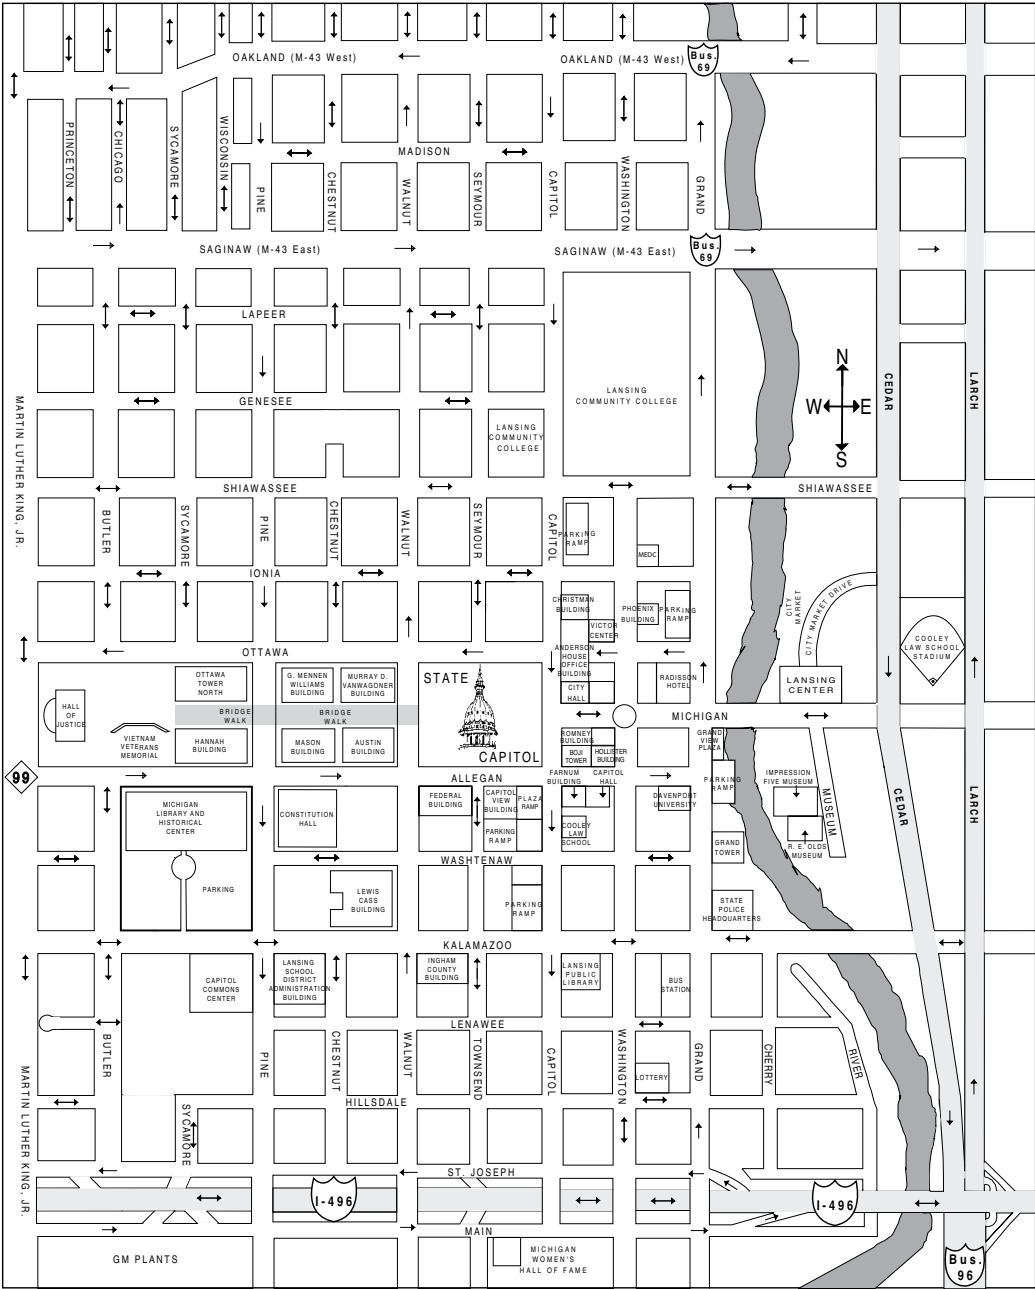 OAKLAND (M-43 West)
OAKLAND (M-43 West)
Bus.
69
PRINCETON
CHICAGO
SYCAMORE
WISCONSIN
PINE
CHESTNUT
MADISON
WALNUT
SEYMOUR
CAPITOL
WASHINGTON
GRAND
SAGINAW (M-43 East)
SAGINAW (M-43 East)
Bus.
69
LAPEER
GENESEE
LANSING
COMMUNITY COLLEGE
LANSING
COMMUNITY
COLLEGE
N
W
E
S
CEDAR
LARCH
MARTIN LUTHER KING, JR.
SHIAWASSEE
SHIAWASSEE
BUTLER
SYCAMORE
PINE
CHESTNUT
WALNUT
SEYMOUR
CAPITOL
PARKING
RAMP
MEDC
IONIA
CHRISTMAN
BUILDING
VICTOR
CENTER
PHOENIX
BUILDING
PARKING
RAMP
CITY
MARKET
CITY MARKET DRIVE
COOLEY
LAW SCHOOL
STADIUM
OTTAWA
ANDERSON
HOUSE
OFFICE
BUILDING
CITY
HALL
RADISSON
HOTEL
LANSING
CENTER
HALL
OF
JUSTICE
OTTAWA
TOWER
NORTH
G. MENNEN
WILLIAMS
BUILDING
MURRAY D.
VANWAGONER
BUILDING
STATE
CAPITOL
BRIDGE
WALK
BRIDGE
WALK
MICHIGAN
VIETNAM
VETERANS
MEMORIAL
HANNAH
BUILDING
MASON
BUILDING
AUSTIN
BUILDING
ROMNEY
BUILDING
BOJI
TOWER
HOLLISTER
BUILDING
GRAND
VIEW
PLAZA
99
ALLEGAN
FARNUM
BUILDING
CAPITOL
HALL
PARKING
RAMP
IMPRESSION
FIVE MUSEUM
MUSEUM
CEDAR
LARCH
MICHIGAN
LIBRARY AND
HISTORICAL
CENTER
CONSTITUTION
HALL
FEDERAL
BUILDING
CAPITOL
VIEW
BUILDING
PLAZA
RAMP
PARKING
RAMP
COOLEY
LAW
SCHOOL
DAVENPORT
UNIVERSITY
GRAND
TOWER
R. E. OLDS
MUSEUM
WASHTENAW
PARKING
LEWIS
CASS
BUILDING
PARKING
RAMP
STATE
POLICE
HEADQUARTERS
KALAMAZOO
CAPITOL
COMMONS
CENTER
LANSING
SCHOOL
DISTRICT
ADMINISTRATION
BUILDING
INGHAM
COUNTY
BUILDING
LANSING
PUBLIC
LIBRARY
BUS
STATION
LENAWEE
BUTLER
PINE
CHESTNUT
WALNUT
TOWNSEND
CAPITOL
WASHINGTON
LOTTERY
GRAND
CHERRY
RIVER
MARTIN LUTHER KING, JR.
HILLSDALE
SYCAMORE
ST. JOSEPH
I-496
I-496
MAIN
GM PLANTS
MICHIGAN
WOMEN'S
HALL OF FAME
Bus.
96